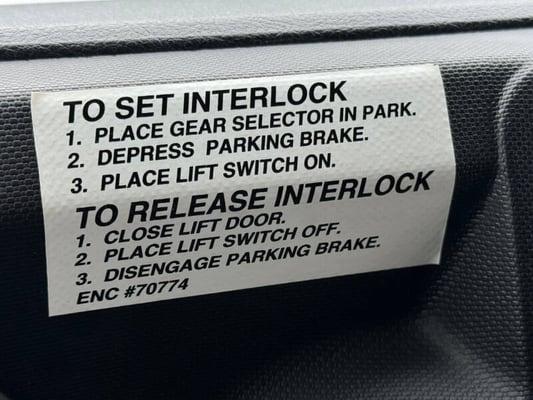 TO SET INTERLOCK
1. PLACE GEAR SELECTOR IN PARK.
2. DEPRESS PARKING BRAKE.
3. PLACE LIFT SWITCH ON.
TO RELEASE INTERLOCK
1. CLOSE LIFT DOOR.
2. PLACE LIFT SWITCH OFF.
3. DISENGAGE PARKING BRAKE.
ENC #70774